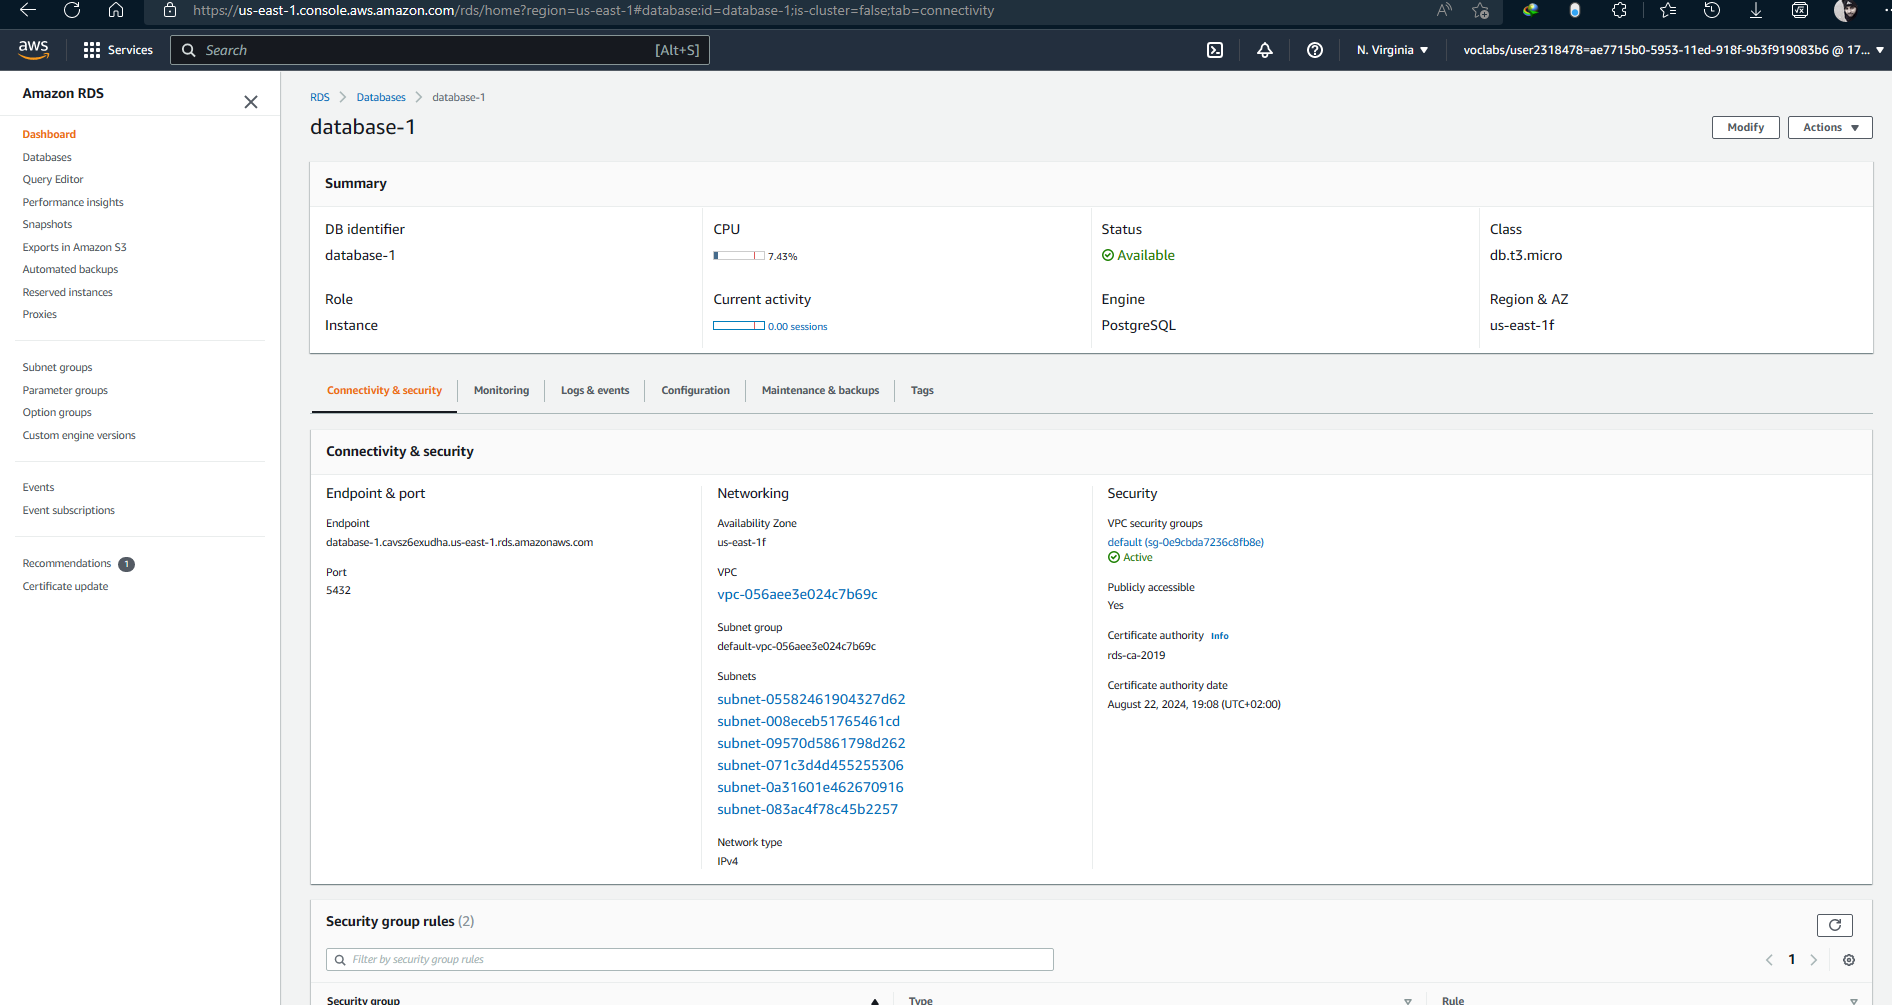 https://us-east-1.console.aws.amazon.com/rds/home?region=us-east-1#database:id=database-1;is-cluster=false;tab=connectivity
aws
Services
Search
[Alt+S]
N. Virginia
voclabs/user2318478=ae7715b0-5953-11ed-918f-9b3f919083b6 @ 17...
Amazon RDS
Dashboard
Databases
Query Editor
Performance insights
Snapshots
Exports in Amazon S3
Automated backups
Reserved instances
Proxies
Subnet groups
Parameter groups
Option groups
Custom engine versions
Events
Event subscriptions
Recommendations 1
Certificate update
RDS > Databases > database-1
database-1
Modify
Actions
Summary
DB identifier
database-1
CPU
7.43%
Status
Available
Class
db.t3.micro
Role
Instance
Current activity
0.00 sessions
Engine
PostgreSQL
Region & AZ
us-east-1f
Connectivity & security
Monitoring
Logs & events
Configuration
Maintenance & backups
Tags
Connectivity & security
Endpoint & port
Endpoint
database-1.cavsz6exudha.us-east-1.rds.amazonaws.com
Port
5432
Networking
Availability Zone
us-east-1f
VPC
vpc-056aee3e024c7b69c
Subnet group
default-vpc-056aee3e024c7b69c
Subnets
subnet-05582461904327d62
subnet-008eceb51765461cd
subnet-09570d5861798d262
subnet-071c3d4d455255306
subnet-0a31601e462670916
subnet-083ac4f78c45b2257
Network type
IPv4
Security
VPC security groups
default (sg-0e9cbda7236c8fb8e)
Active
Publicly accessible
Yes
Certificate authority Info
rds-ca-2019
Certificate authority date
August 22, 2024, 19:08 (UTC+02:00)
Security group rules (2)
Filter by security group rules
1
Security group
Type
Rule